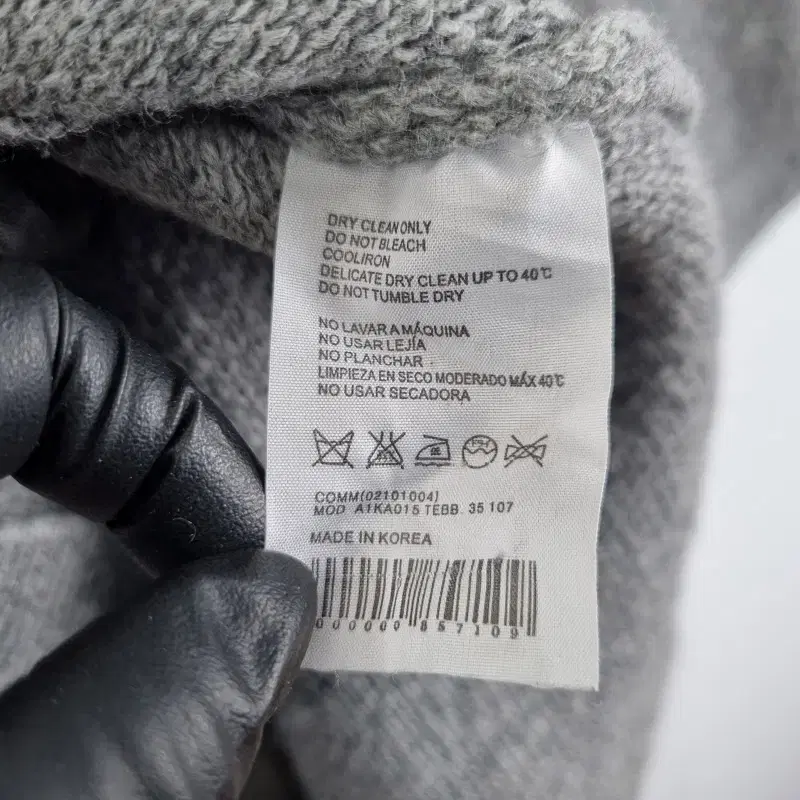 DRY CLEAN ONLY
DO NOT BLEACH
COOL IRON
DELICATE DRY CLEAN UP TO 40℃
DO NOT TUMBLE DRY
NO LAVAR A MÁQUINA
NO USAR LEJÍA
NO PLANCHAR
LIMPIEZA EN SECO MODERADO MÁX 40℃
NO USAR SECADORA
COMM(02101004)
MOD A1KA015 TEBB. 35 107
MADE IN KOREA
000000 857109